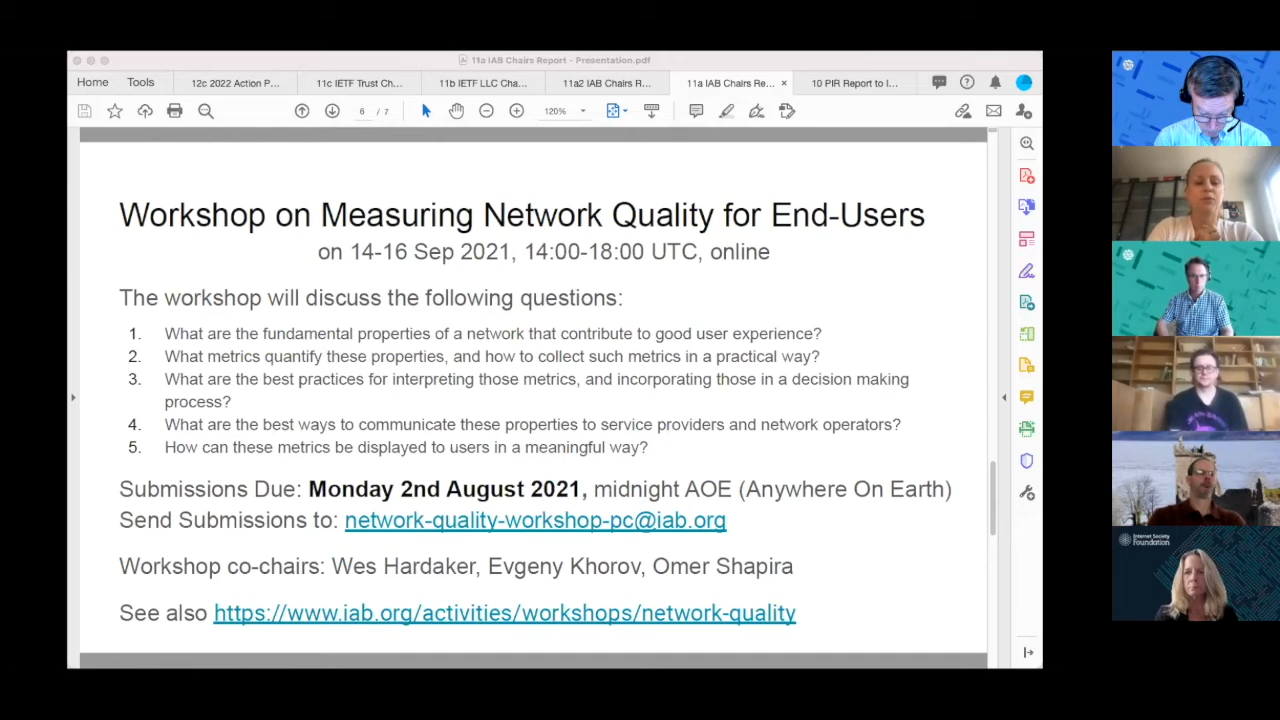 11a IAB Chairs Report - Presentation.pdf
Home Tools 12c 2022 Action P... 11c IETF Trust Ch... 11b IETF LLC Cha... 11a2 IAB Chairs R... 11a IAB Chairs Re... × 10 PIR Report to I...
6 / 7 120%
Workshop on Measuring Network Quality for End-Users
on 14-16 Sep 2021, 14:00-18:00 UTC, online
The workshop will discuss the following questions:
1. What are the fundamental properties of a network that contribute to good user experience?
2. What metrics quantify these properties, and how to collect such metrics in a practical way?
3. What are the best practices for interpreting those metrics, and incorporating those in a decision making
process?
4. What are the best ways to communicate these properties to service providers and network operators?
5. How can these metrics be displayed to users in a meaningful way?
Submissions Due: Monday 2nd August 2021, midnight AOE (Anywhere On Earth)
Send Submissions to: network-quality-workshop-pc@iab.org
Workshop co-chairs: Wes Hardaker, Evgeny Khorov, Omer Shapira
See also https://www.iab.org/activities/workshops/network-quality
Internet Society
Foundation